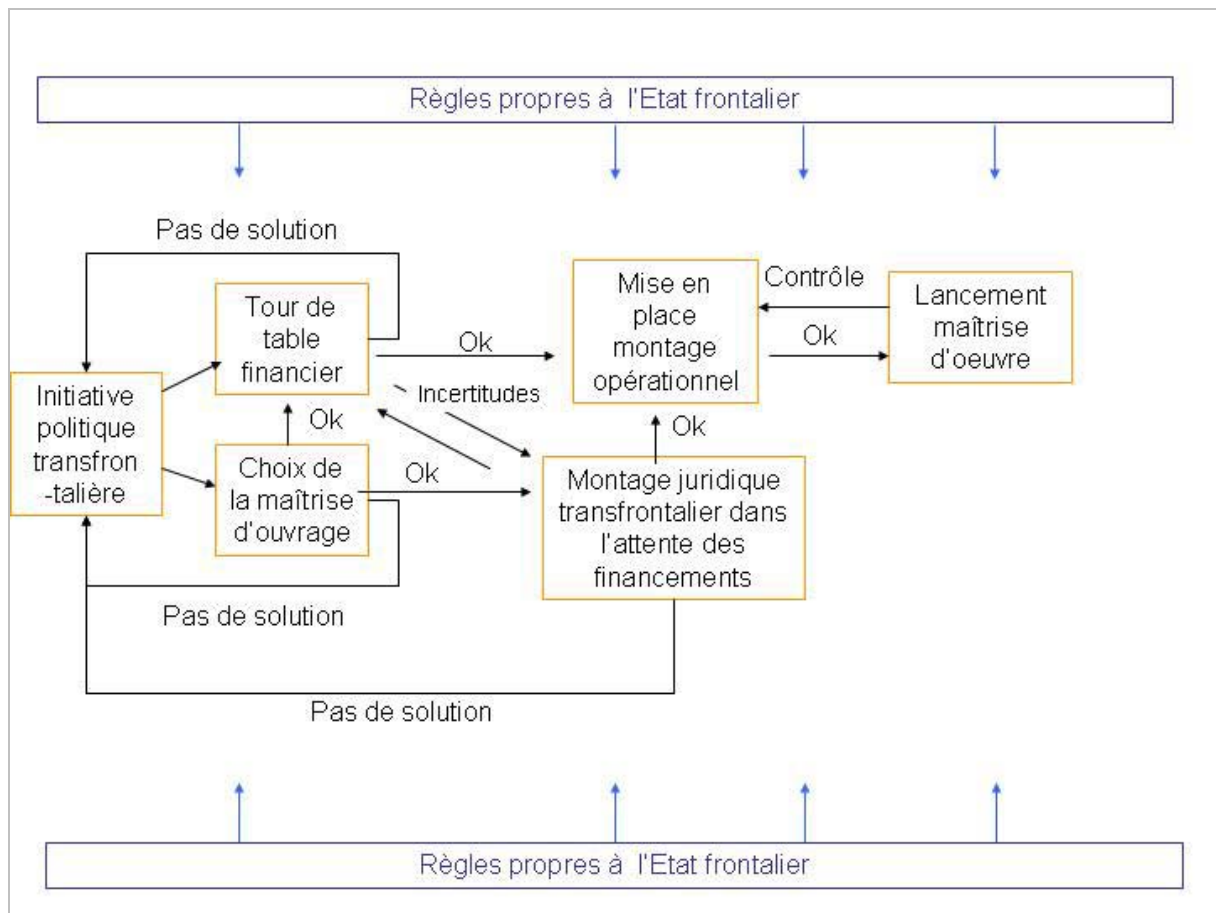 Règles propres à l'Etat frontalier
Pas de solution
Tour de
table
financier
Ok
Mise en
place
montage
opérationnel
Contrôle
Ok
Lancement
maîtrise
d'oeuvre
Initiative
politique
transfron
-talière
Incertitudes
Ok
Ok
Choix de
la maîtrise
d'ouvrage
Ok
Montage juridique
transfrontalier dans
l'attente des
financements
Pas de solution
Pas de solution
Règles propres à l'Etat frontalier